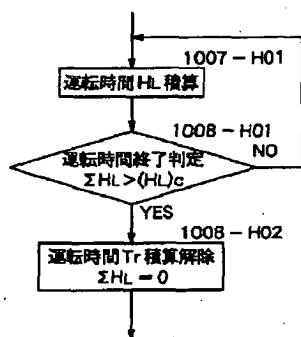 1007-H01
運転時間HL積算
1008-H01
運転時間終了判定
ΣHL>(HL)c
NO
YES
1008-H02
運転時間Tr積算解除
ΣHL=0